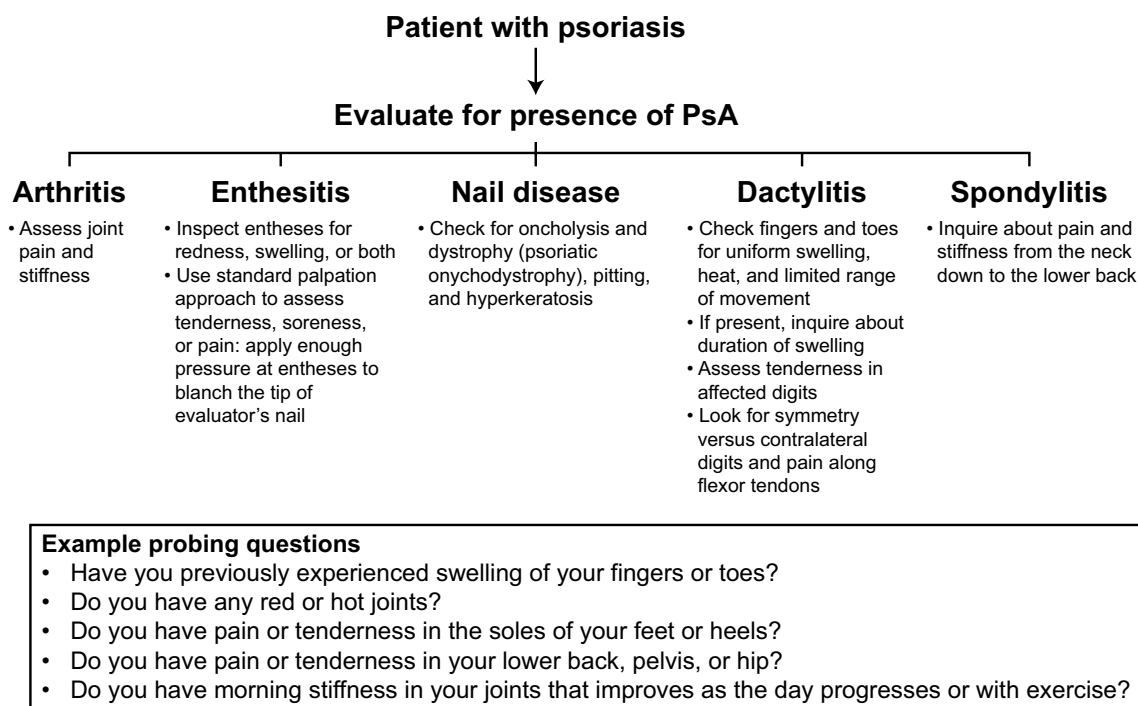 Patient with psoriasis
Evaluate for presence of PsA
Arthritis
• Assess joint
pain and
stiffness
Enthesitis
• Inspect entheses for
redness, swelling, or both
• Use standard palpation
approach to assess
tenderness, soreness,
or pain: apply enough
pressure at entheses to
blanch the tip of
evaluator's nail
Nail disease
• Check for oncholysis and
dystrophy (psoriatic
onychodystrophy), pitting,
and hyperkeratosis
Dactylitis
• Check fingers and toes
for uniform swelling,
heat, and limited range
of movement
• If present, inquire about
duration of swelling
• Assess tenderness in
affected digits
• Look for symmetry
versus contralateral
digits and pain along
flexor tendons
Spondylitis
• Inquire about pain and
stiffness from the neck
down to the lower back
Example probing questions
• Have you previously experienced swelling of your fingers or toes?
• Do you have any red or hot joints?
• Do you have pain or tenderness in the soles of your feet or heels?
• Do you have pain or tenderness in your lower back, pelvis, or hip?
• Do you have morning stiffness in your joints that improves as the day progresses or with exercise?